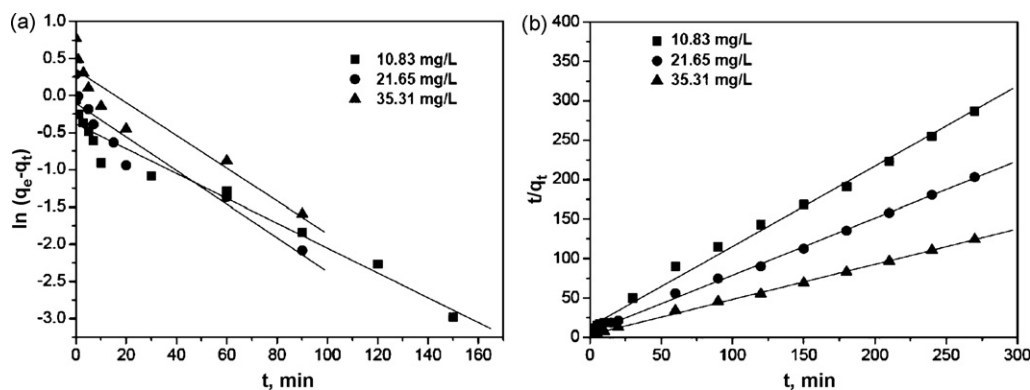 (a)
1.0
0.5
0.0
-0.5
-1.0
-1.5
-2.0
-2.5
-3.0
ln (qe-qt)
10.83 mg/L
21.65 mg/L
35.31 mg/L
0 20 40 60 80 100 120 140 160
t, min
(b)
400
350
300
250
200
150
100
50
0
t/qt
10.83 mg/L
21.65 mg/L
35.31 mg/L
0 50 100 150 200 250 300
t, min